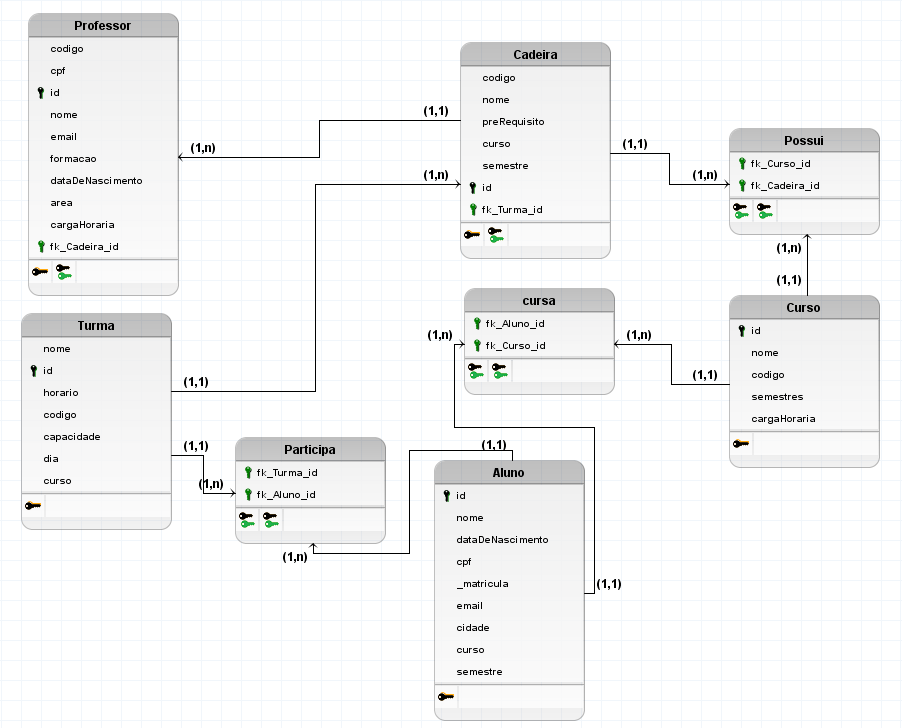 Professor
codigo
cpf
id
nome
email
formacao
dataDeNascimento
area
cargaHoraria
fk_Cadeira_id
(1,n)
(1,1)
Cadeira
codigo
nome
preRequisito
curso
semestre
id
fk_Turma_id
(1,n)
(1,1)
(1,n)
Possui
fk_Curso_id
fk_Cadeira_id
(1,n)
(1,1)
Turma
nome
id
horario
codigo
capacidade
dia
curso
(1,1)
(1,1)
(1,n)
cursa
fk_Aluno_id
fk_Curso_id
(1,n)
(1,n)
(1,1)
Curso
id
nome
codigo
semestres
cargaHoraria
Participa
fk_Turma_id
fk_Aluno_id
(1,n)
(1,1)
Aluno
id
nome
dataDeNascimento
cpf
_matricula
email
cidade
curso
semestre
(1,1)